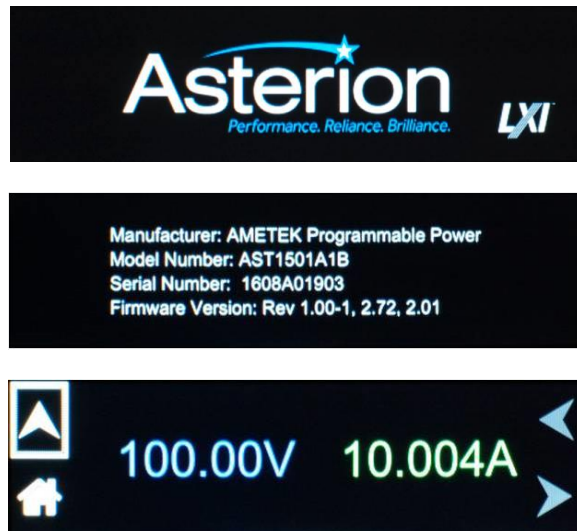 Asterion
Performance. Reliance. Brilliance.
LXI
Manufacturer: AMETEK Programmable Power
Model Number: AST1501A1B
Serial Number: 1608A01903
Firmware Version: Rev 1.00-1, 2.72, 2.01
100.00V 10.004A